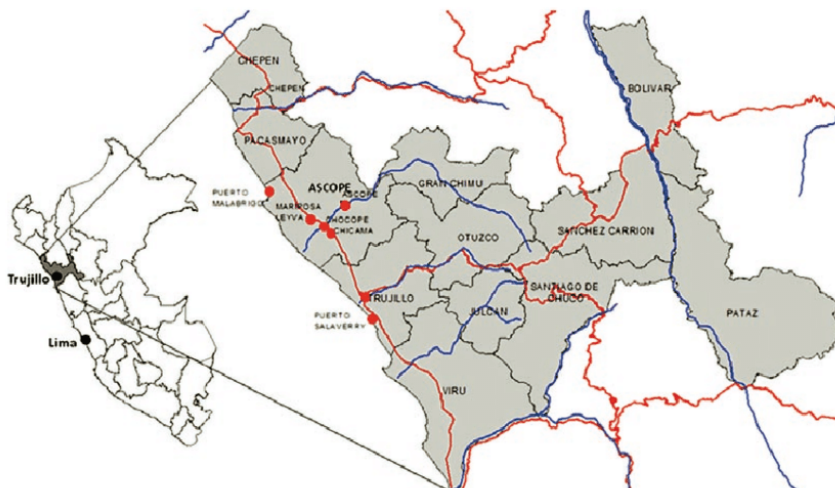 CHEPEN
CHEPEN
BOLIVAR
PACASMAYO
ASCOPE
ASCOPE
GRAN CHIMU
PUERTO
MALABRIGO
MARIPOSA
LEYVA
CHOCOPE
CHICAMA
OTUZCO
SANCHEZ CARRION
Trujillo
TRUJILLO
SANTIAGO DE
CHUCO
JULCAN
PATAZ
PUERTO
SALAVERRY
Lima
VIRU